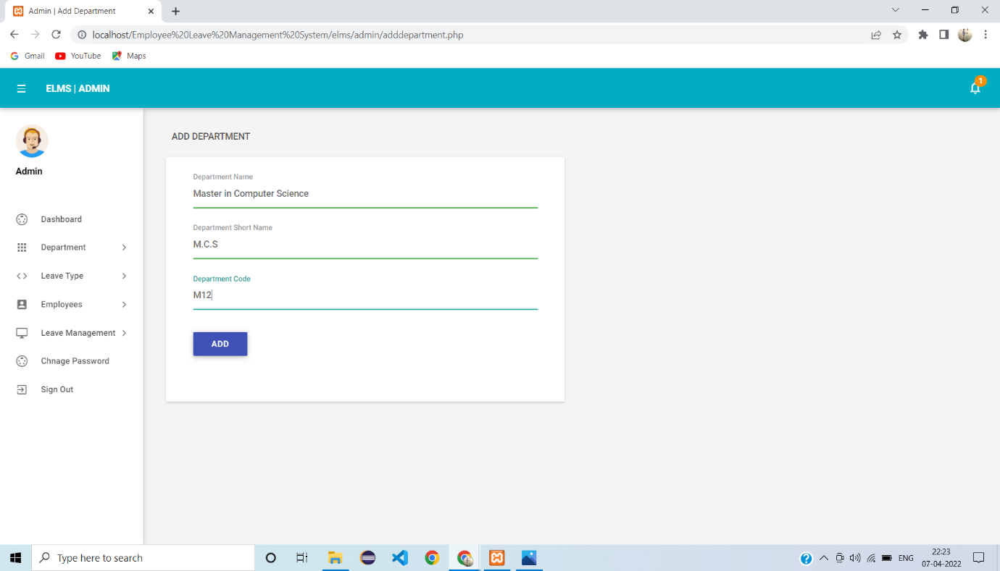 Admin | Add Department
localhost/Employee%20Leave%20Management%20System/elms/admin/adddepartment.php
Gmail YouTube Maps
ELMS | ADMIN
1
Admin
Dashboard
Department
Leave Type
Employees
Leave Management
Chnage Password
Sign Out
ADD DEPARTMENT
Department Name
Master in Computer Science
Department Short Name
M.C.S
Department Code
M12
ADD
Type here to search
ENG
22:23
07-04-2022